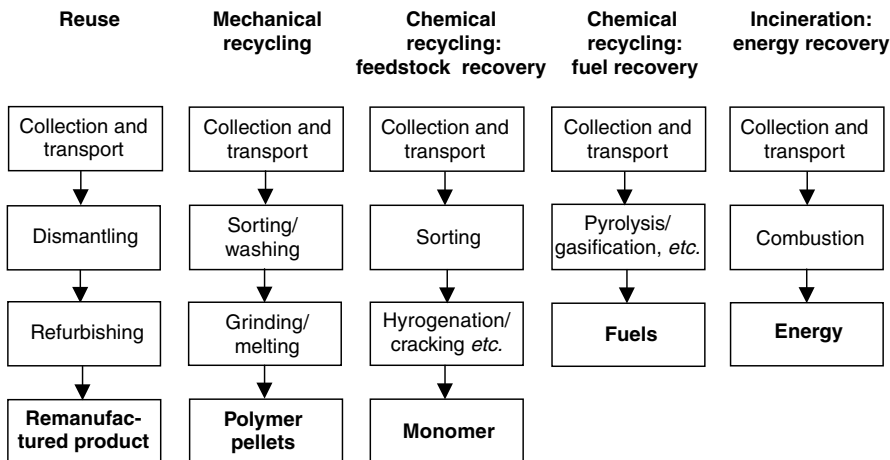 Reuse
Mechanical
recycling
Chemical
recycling:
feedstock recovery
Chemical
recycling:
fuel recovery
Incineration:
energy recovery
Collection and
transport
Dismantling
Refurbishing
Remanufac-
tured product
Collection and
transport
Sorting/
washing
Grinding/
melting
Polymer
pellets
Collection and
transport
Sorting
Hyrogenation/
cracking etc.
Monomer
Collection and
transport
Pyrolysis/
gasification, etc.
Fuels
Collection and
transport
Combustion
Energy